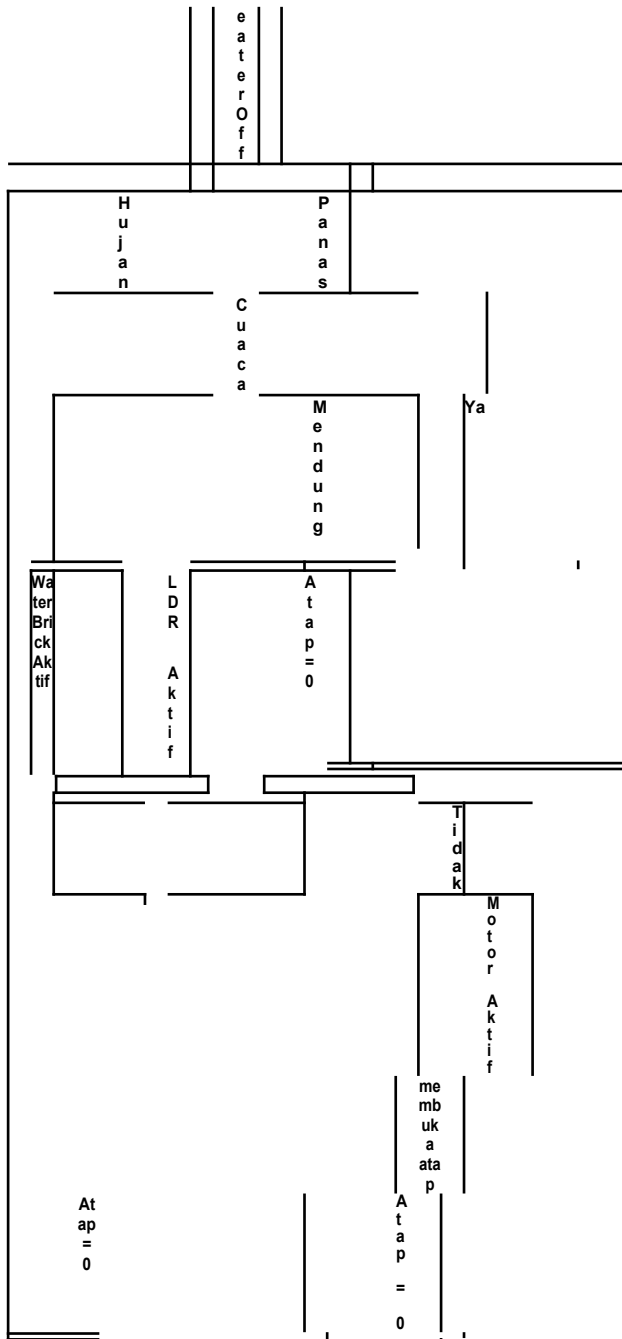 eaterOff
Hujan
Panas
Cuaca
Mendung
Ya
WaterBrickAktif
LDR Aktif
Atap=0
Tidak
Motor Aktif
membuka atap
Atap=0
Atap = 0